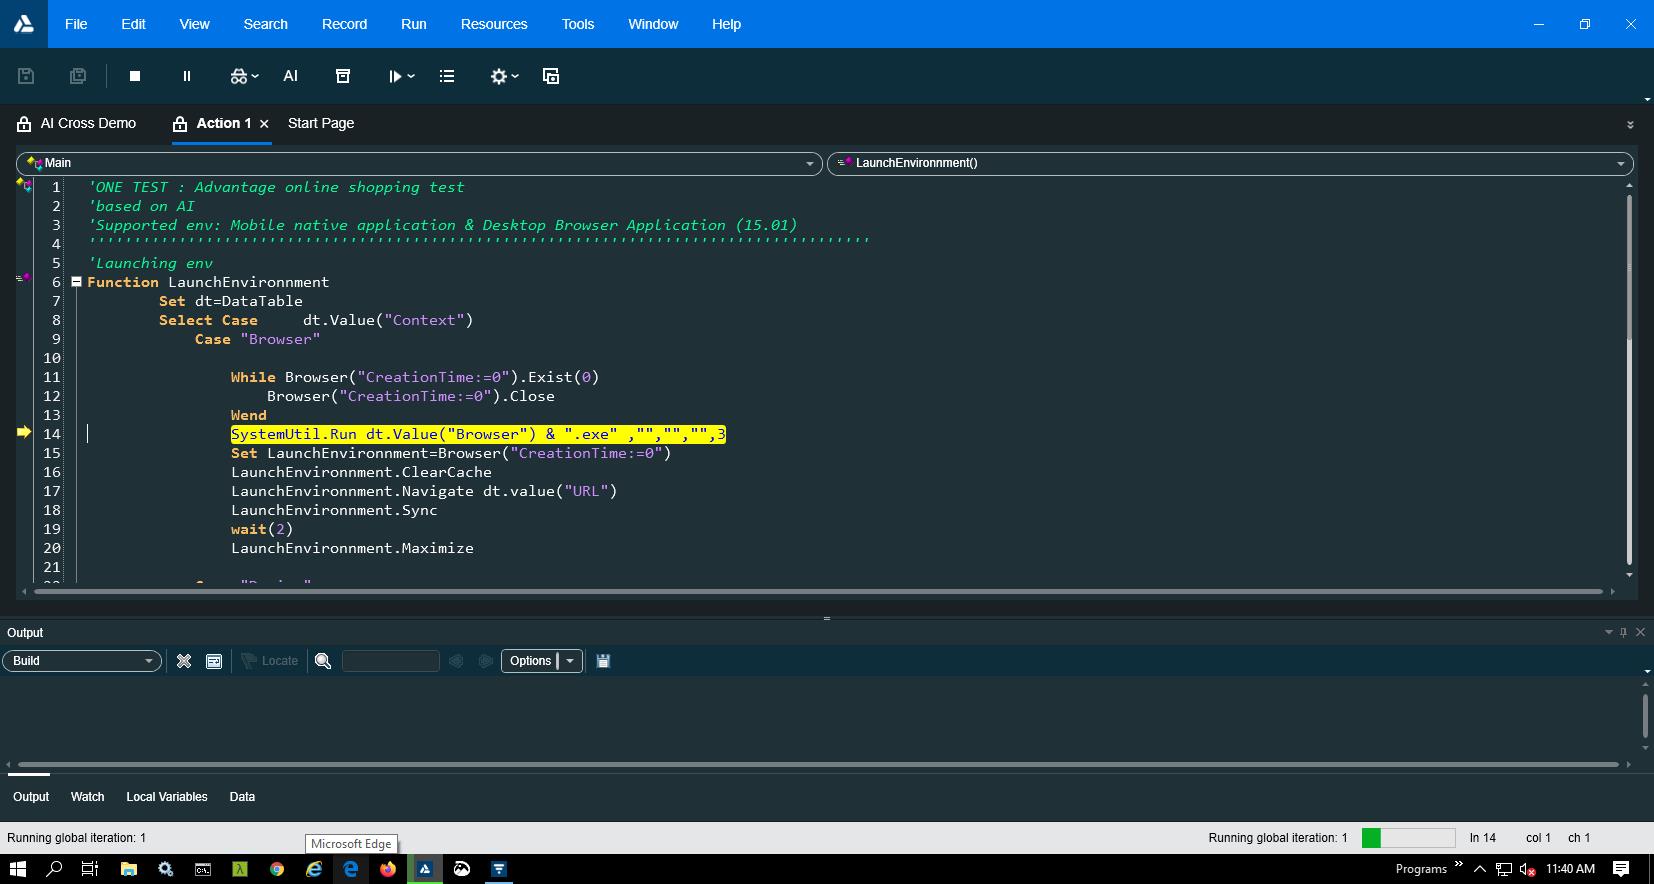 File Edit View Search Record Run Resources Tools Window Help
AI
AI Cross Demo Action 1 Start Page
Main LaunchEnvironnment()
1 'ONE TEST : Advantage online shopping test
2 'based on AI
3 'Supported env: Mobile native application & Desktop Browser Application (15.01)
4
5 'Launching env
6 Function LaunchEnvironnment
7 Set dt=DataTable
8 Select Case dt.Value("Context")
9 Case "Browser"
10
11 While Browser("CreationTime:=0").Exist(0)
12 Browser("CreationTime:=0").Close
13 Wend
14 SystemUtil.Run dt.Value("Browser") & ".exe" ,"","","",3
15 Set LaunchEnvironnment=Browser("CreationTime:=0")
16 LaunchEnvironnment.ClearCache
17 LaunchEnvironnment.Navigate dt.value("URL")
18 LaunchEnvironnment.Sync
19 wait(2)
20 LaunchEnvironnment.Maximize
21
Output
Build Locate Options
Output Watch Local Variables Data
Running global iteration: 1 Running global iteration: 1 ln 14 col 1 ch 1
Microsoft Edge
Programs 11:40 AM